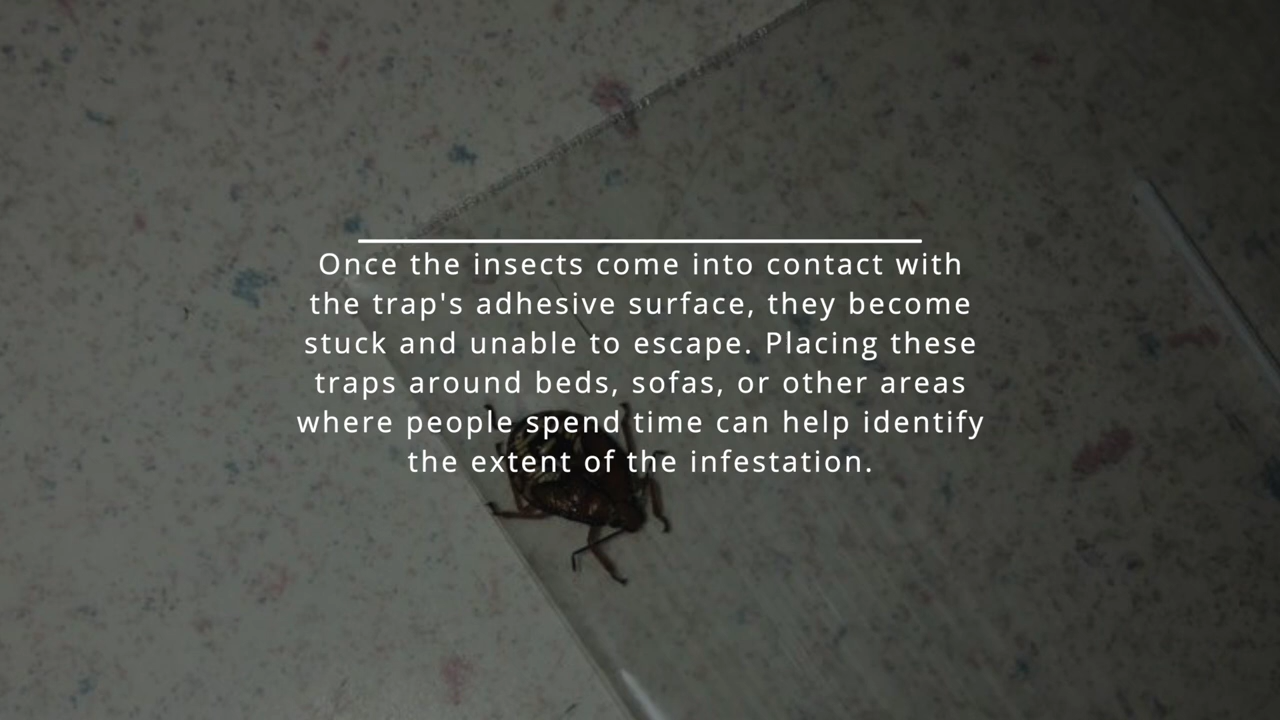 Once the insects come into contact with
the trap's adhesive surface, they become
stuck and unable to escape. Placing these
traps around beds, sofas, or other areas
where people spend time can help identify
the extent of the infestation.